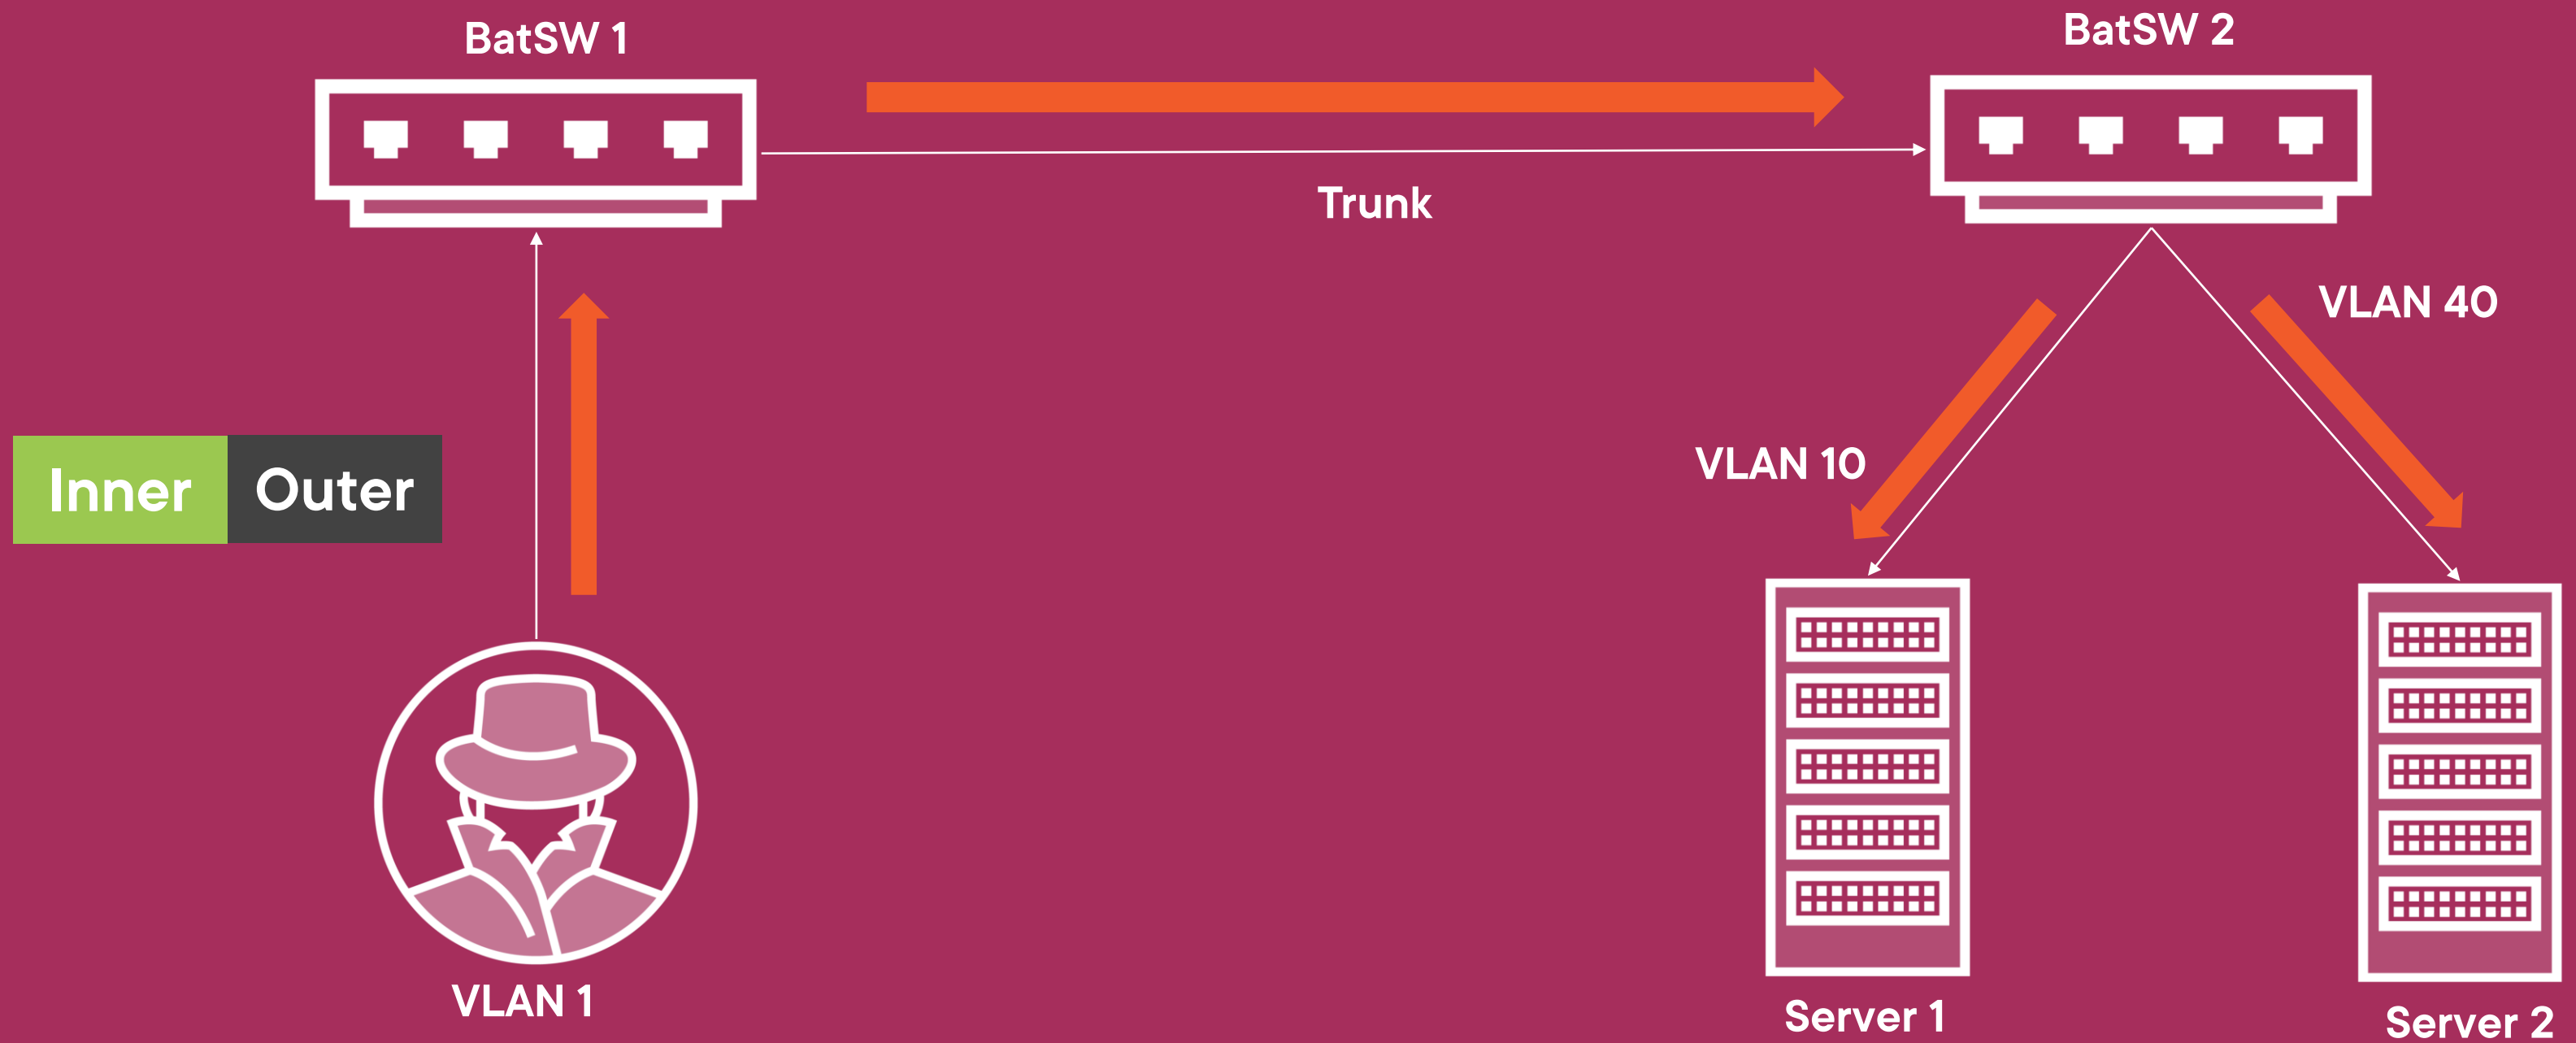 BatSW 1
BatSW 2
Trunk
VLAN 40
VLAN 10
Inner Outer
VLAN 1
Server 1
Server 2